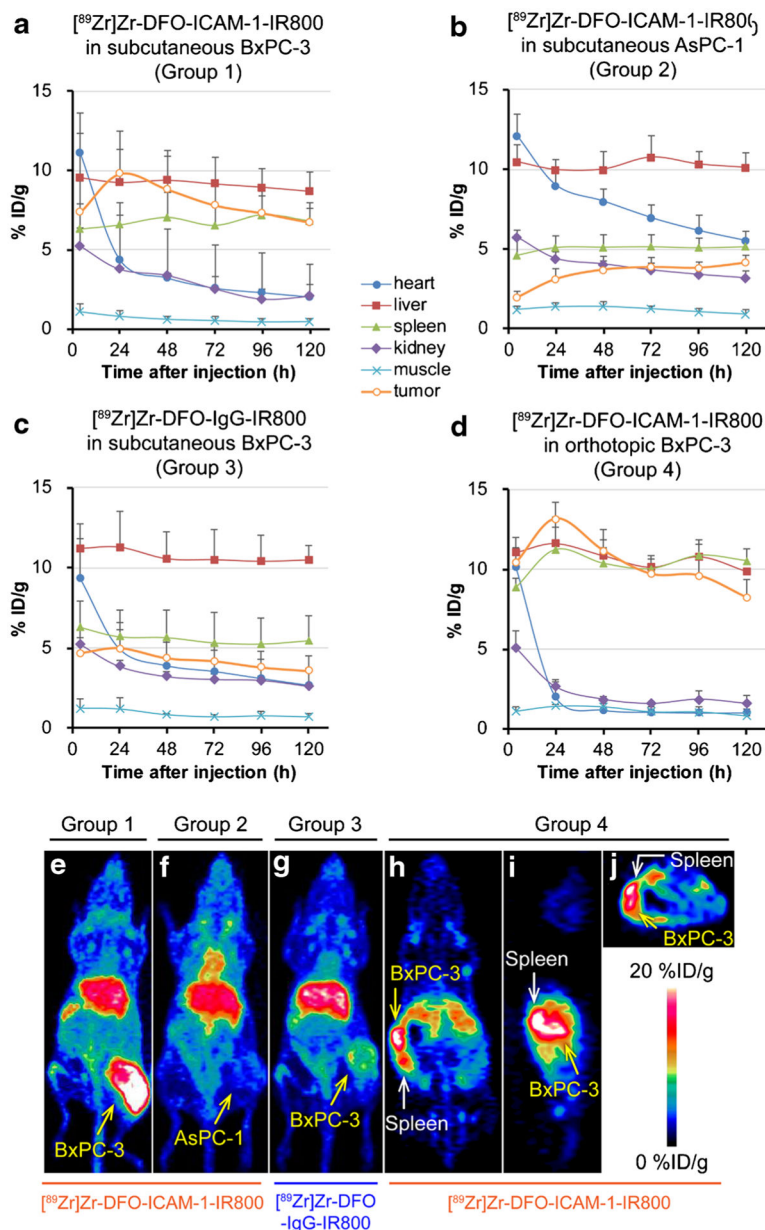 a
[⁸⁹Zr]Zr-DFO-ICAM-1-IR800
in subcutaneous BxPC-3
(Group 1)
15
10
5
0
% ID/g
0 24 48 72 96 120
Time after injection (h)
b
[⁸⁹Zr]Zr-DFO-ICAM-1-IR800
in subcutaneous AsPC-1
(Group 2)
15
10
5
0
% ID/g
0 24 48 72 96 120
Time after injection (h)
heart
liver
spleen
kidney
muscle
tumor
c
[⁸⁹Zr]Zr-DFO-IgG-IR800
in subcutaneous BxPC-3
(Group 3)
15
10
5
0
% ID/g
0 24 48 72 96 120
Time after injection (h)
d
[⁸⁹Zr]Zr-DFO-ICAM-1-IR800
in orthotopic BxPC-3
(Group 4)
15
10
5
0
% ID/g
0 24 48 72 96 120
Time after injection (h)
Group 1 Group 2 Group 3 Group 4
e f g h i j
Spleen
BxPC-3
BxPC-3
Spleen
BxPC-3
Spleen
BxPC-3
AsPC-1
BxPC-3
20 %ID/g
0 %ID/g
[⁸⁹Zr]Zr-DFO-ICAM-1-IR800
[⁸⁹Zr]Zr-DFO
-IgG-IR800
[⁸⁹Zr]Zr-DFO-ICAM-1-IR800